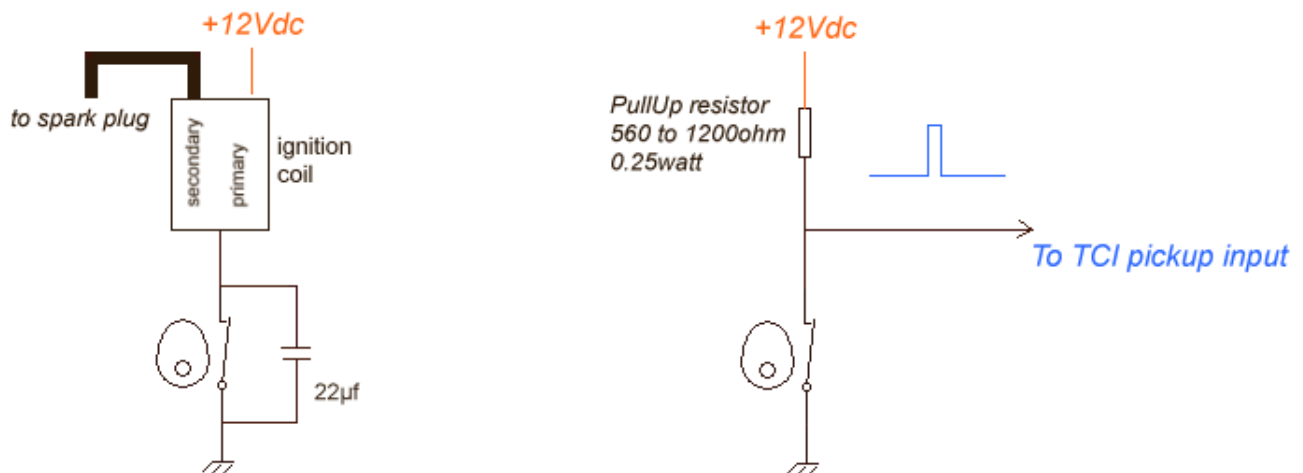 +12Vdc
to spark plug
secondary
primary
ignition
coil
22µf
+12Vdc
PullUp resistor
560 to 1200ohm
0.25watt
To TCI pickup input